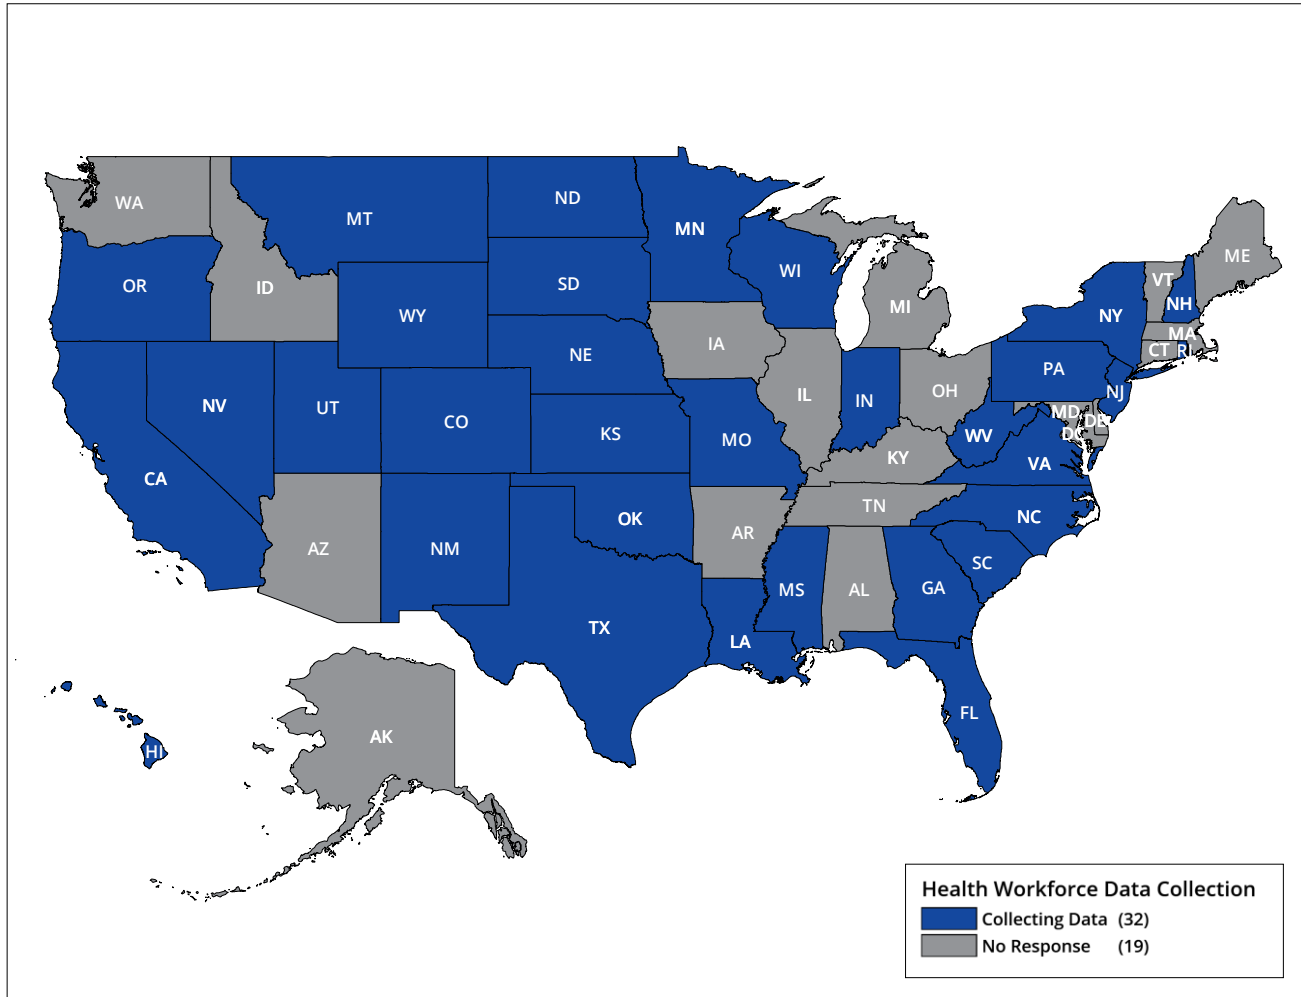 WA
MT
ND
MN
OR
ID
WY
SD
WI
MI
ME
VT
NH
NY
MA
CT
RI
IA
NE
PA
NJ
NV
UT
CO
KS
MO
IL
IN
OH
MD
DE
DC
WV
VA
KY
CA
AZ
NM
OK
AR
TN
NC
SC
MS
AL
GA
TX
LA
FL
HI
AK
Health Workforce Data Collection
Collecting Data (32)
No Response (19)